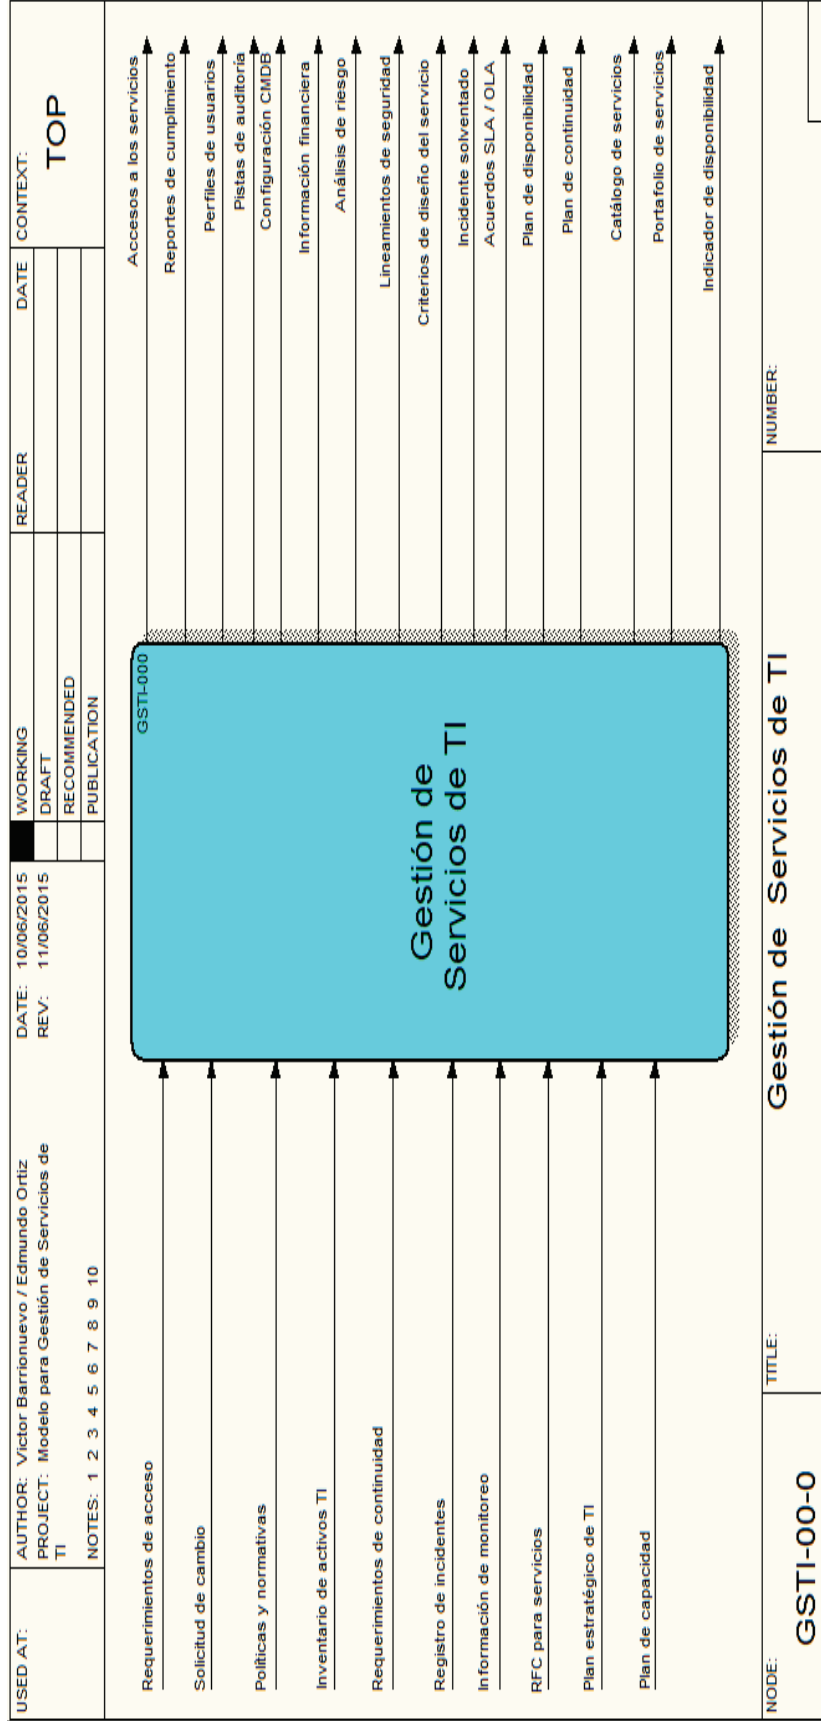 USED AT:
AUTHOR: Victor Barrionuevo / Edmundo Ortiz
PROJECT: Modelo para Gestión de Servicios de
TI
NOTES: 1 2 3 4 5 6 7 8 9 10
DATE: 10/06/2015
REV: 11/06/2015
WORKING
DRAFT
RECOMMENDED
PUBLICATION
READER
DATE
CONTEXT:
TOP
Requerimientos de acceso
Solicitud de cambio
Políticas y normativas
Inventario de activos TI
Requerimientos de continuidad
Registro de incidentes
Información de monitoreo
RFC para servicios
Plan estratégico de TI
Plan de capacidad
GSTI-000
Gestión de
Servicios de TI
Accesos a los servicios
Reportes de cumplimiento
Perfiles de usuarios
Pistas de auditoría
Configuración CMDB
Información financiera
Análisis de riesgo
Lineamientos de seguridad
Criterios de diseño del servicio
Incidente solventado
Acuerdos SLA / OLA
Plan de disponibilidad
Plan de continuidad
Catálogo de servicios
Portafolio de servicios
Indicador de disponibilidad
NODE:
GSTI-00-0
TITLE:
Gestión de Servicios de TI
NUMBER: